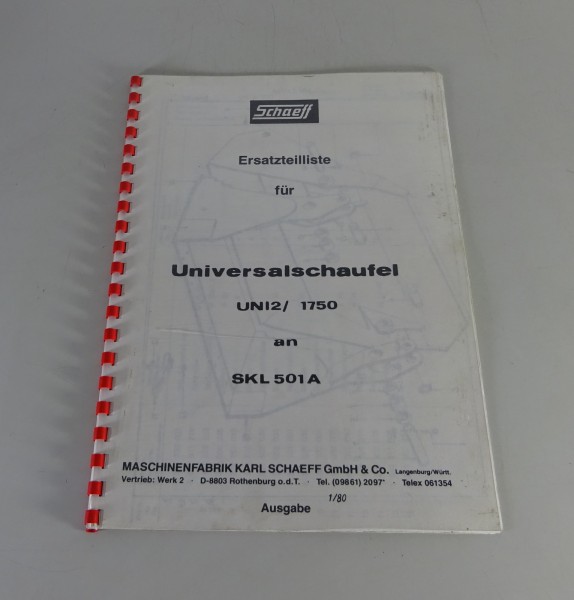 Schaeff
Ersatzteilliste
für
Universalschaufel
UNI2/ 1750
an
SKL 501 A
MASCHINENFABRIK KARL SCHAEFF GmbH & Co. Langenburg/Württ.
Vertrieb: Werk 2 · D-8803 Rothenburg o.d.T. · Tel. (09861) 2097 · Telex 061354
Ausgabe 1/80